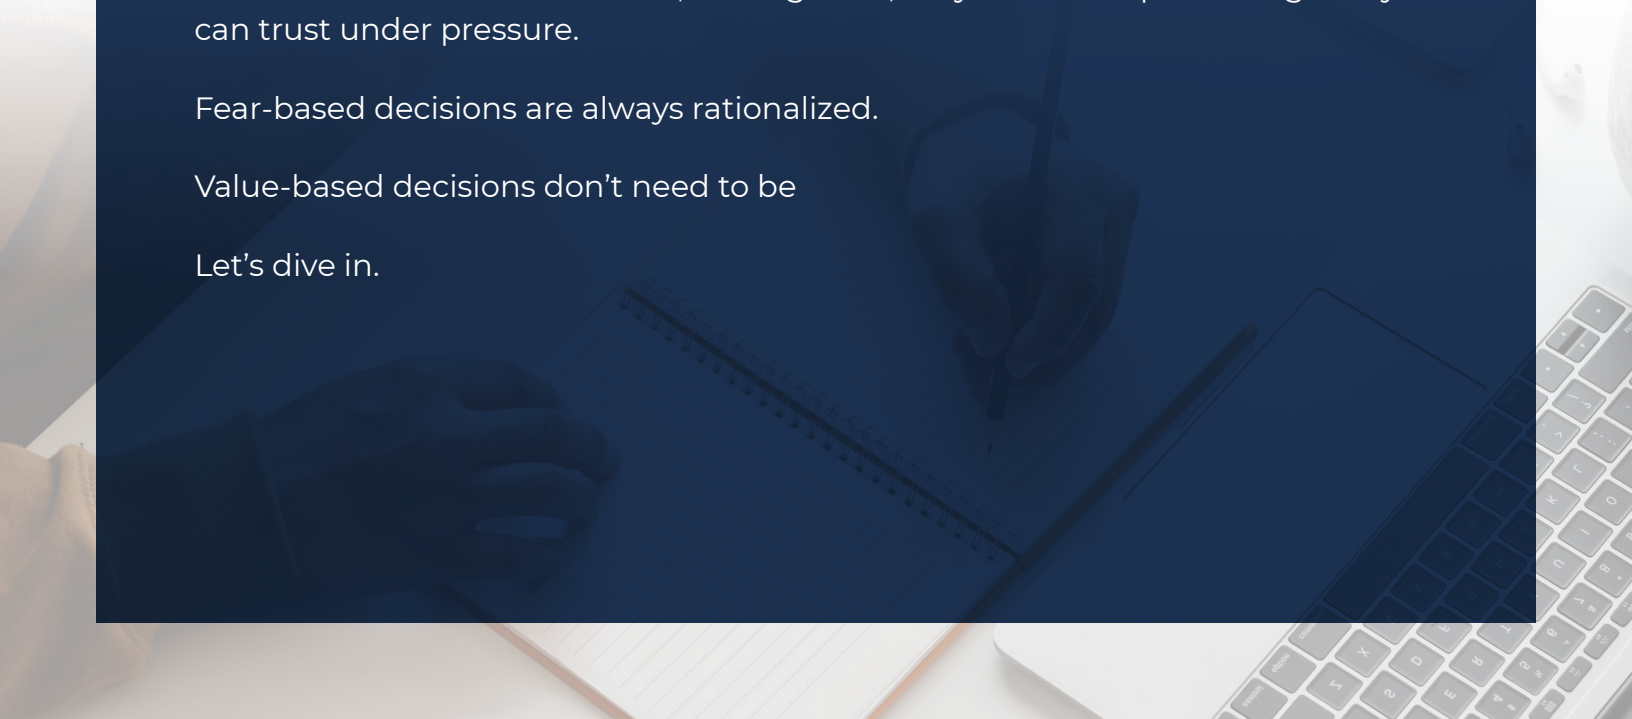 can trust under pressure.
Fear-based decisions are always rationalized.
Value-based decisions don’t need to be
Let’s dive in.